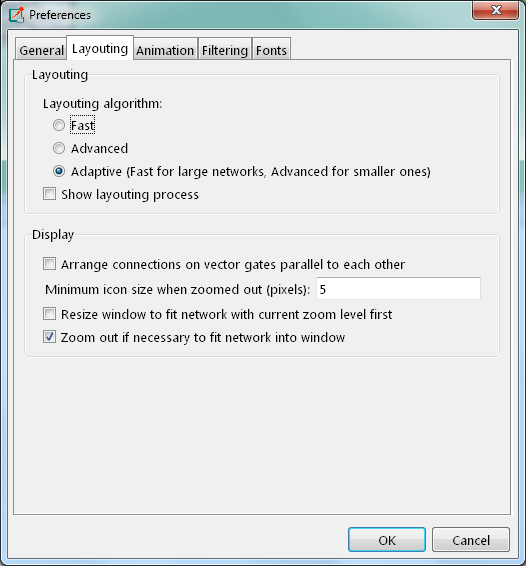 Preferences
General Layouting Animation Filtering Fonts
Layouting
Layouting algorithm:
Fast
Advanced
Adaptive (Fast for large networks, Advanced for smaller ones)
Show layouting process
Display
Arrange connections on vector gates parallel to each other
Minimum icon size when zoomed out (pixels): 5
Resize window to fit network with current zoom level first
Zoom out if necessary to fit network into window
OK Cancel